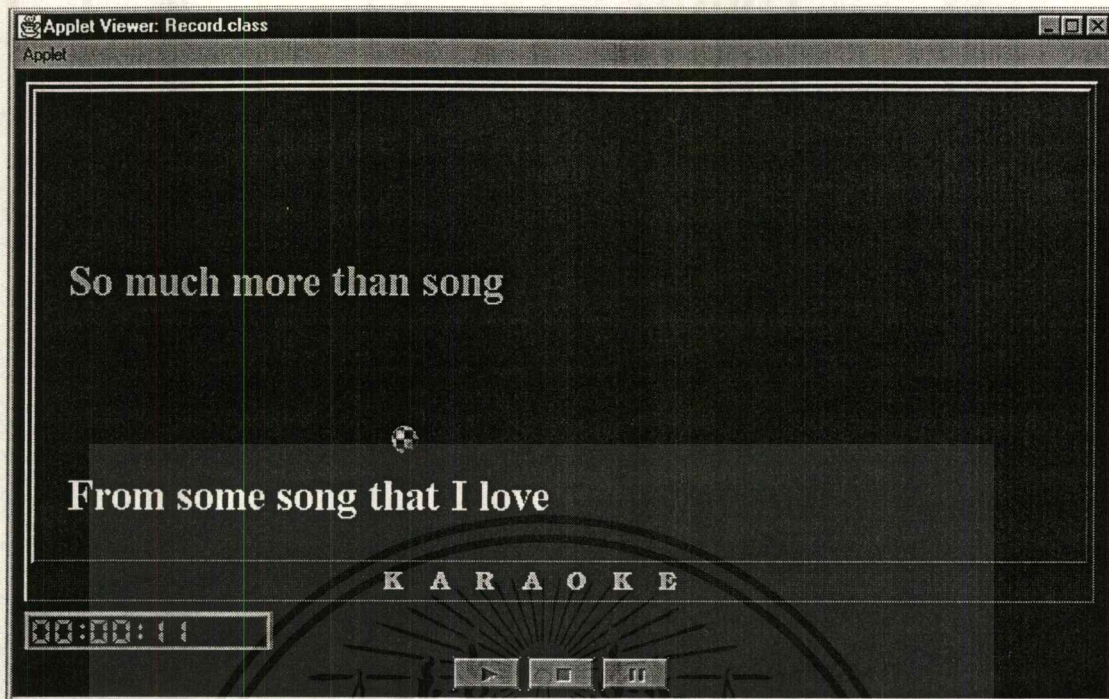 Applet Viewer: Record.class
Applet
So much more than song
From some song that I love
K A R A O K E
00:00:11